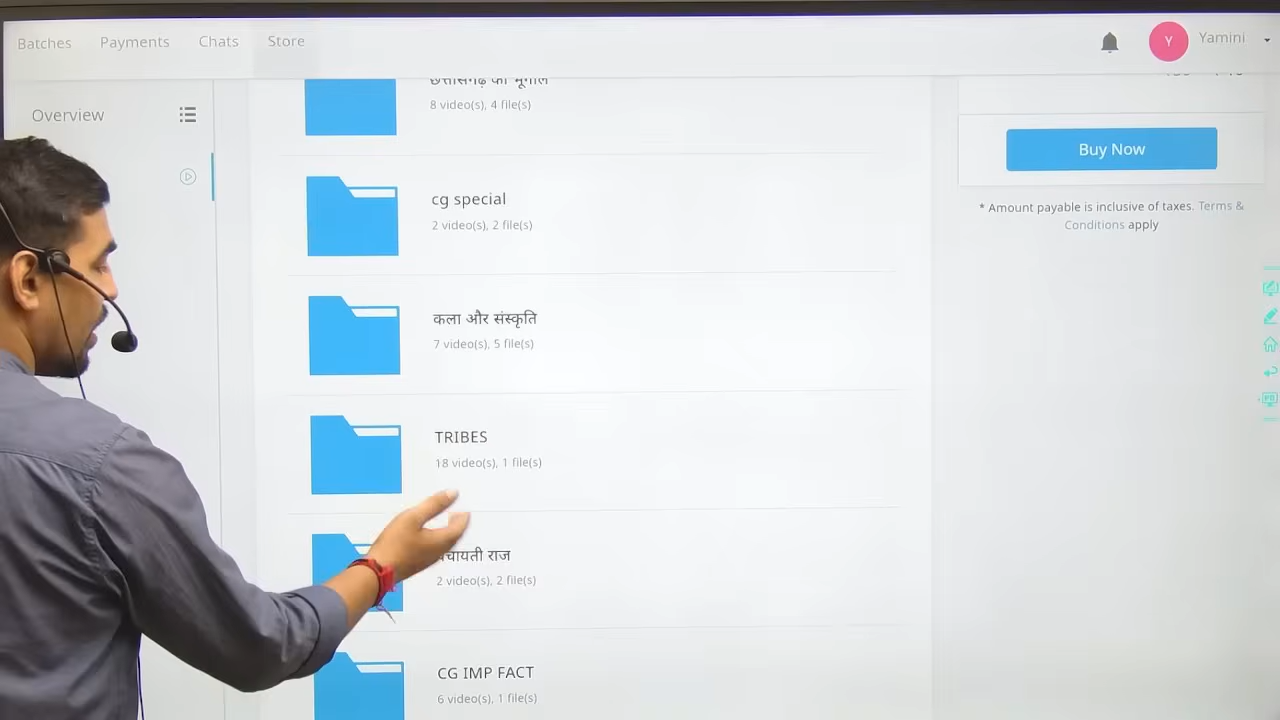 Batches Payments Chats Store
Yamini
Y
Overview
छत्तीसगढ़ का भूगोल
8 video(s), 4 file(s)
Buy Now
cg special
2 video(s), 2 file(s)
* Amount payable is inclusive of taxes. Terms &
Conditions apply
कला और संस्कृति
7 video(s), 5 file(s)
TRIBES
18 video(s), 1 file(s)
राज
2 video(s), 2 file(s)
CG IMP FACT
6 video(s), 1 file(s)